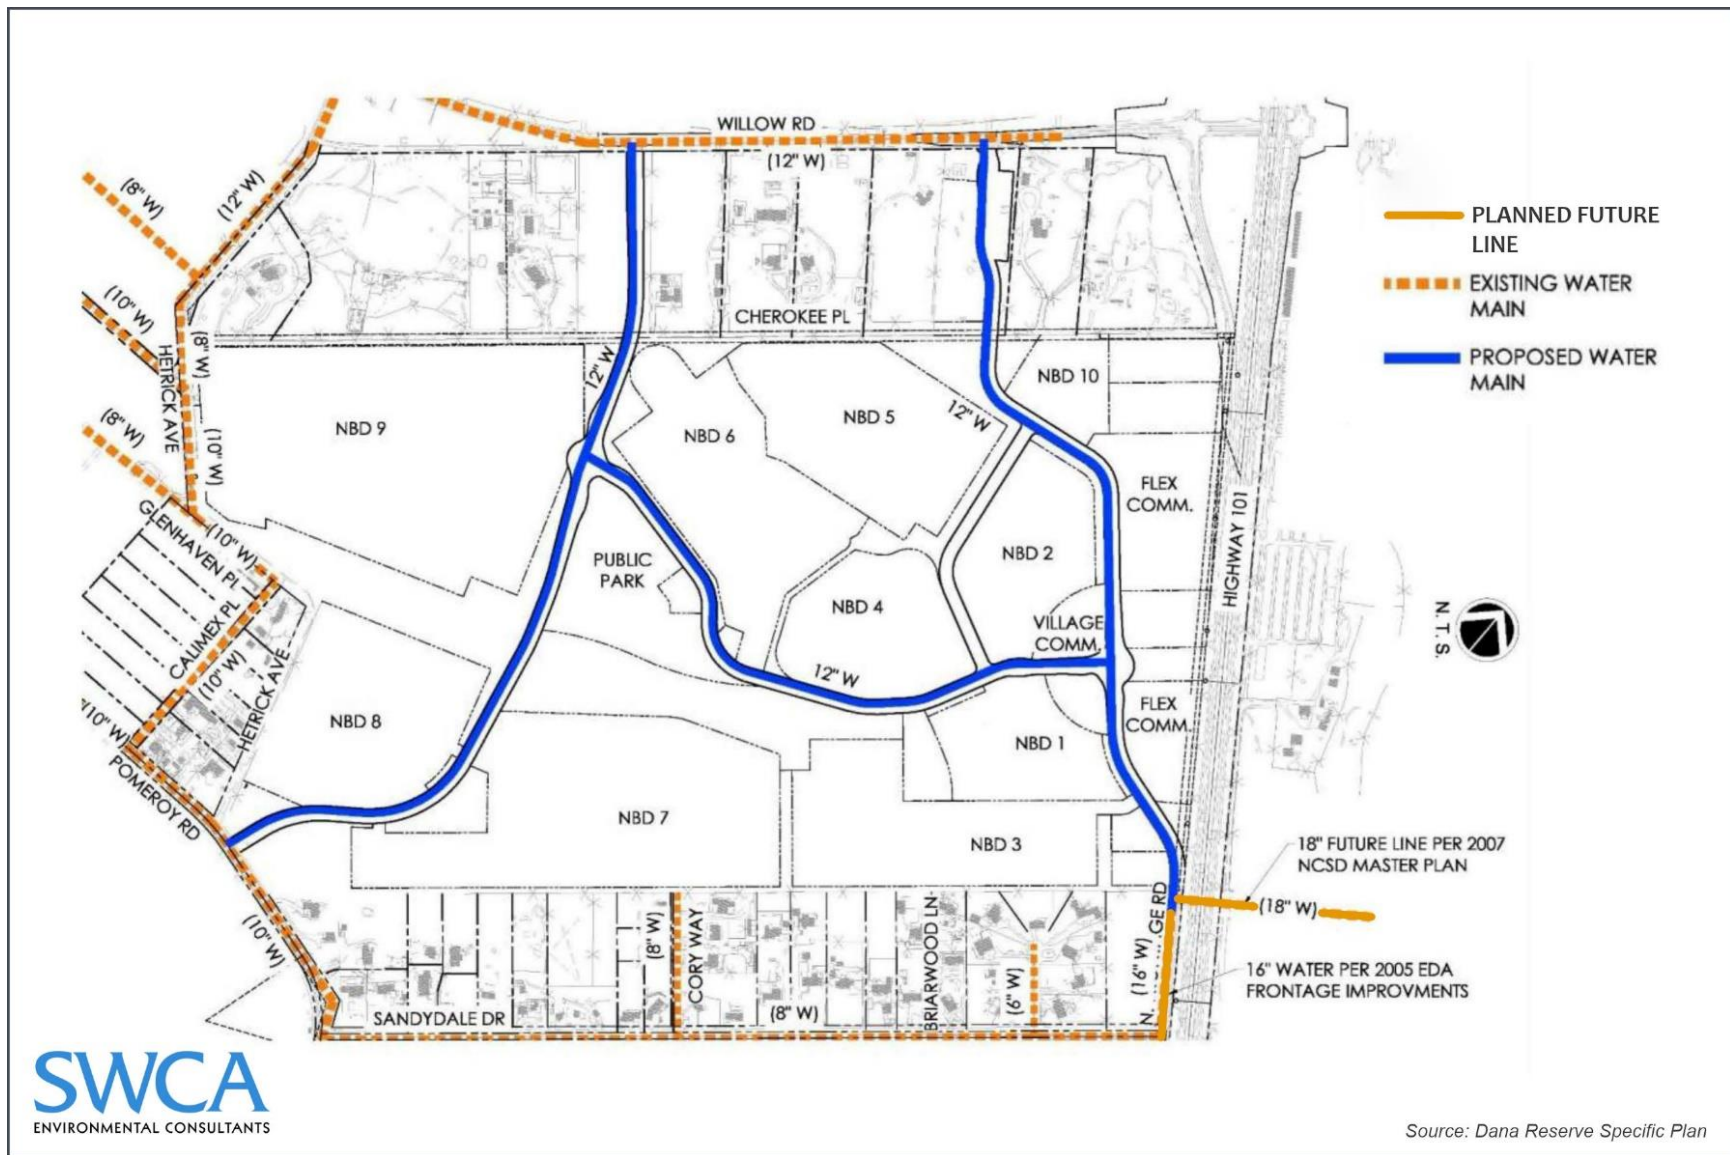 WILLOW RD
(12" W)
(8" W)
(12" W)
(10" W)
(8" W)
HETRICK AVE
(10" W)
(8" W)
GLENHAVEN PL
(10" W)
CALIMEX PL
(10" W)
HETRICK AVE
(10" W)
POMEROY RD
(10" W)
CHEROKEE PL
12" W
12" W
12" W
NBD 9
NBD 6
NBD 5
NBD 10
FLEX
COMM.
NBD 2
PUBLIC
PARK
NBD 4
VILLAGE
COMM.
FLEX
COMM.
NBD 8
NBD 1
NBD 7
NBD 3
HIGHWAY 101
PLANNED FUTURE
LINE
EXISTING WATER
MAIN
PROPOSED WATER
MAIN
N.T.S.
18" FUTURE LINE PER 2007
NCSD MASTER PLAN
(18" W)
16" WATER PER 2005 EDA
FRONTAGE IMPROVMENTS
N.
GE RD
(16" W)
(8" W)
CORY WAY
BRIARWOOD LN
(6" W)
SANDYDALE DR
(8" W)
SWCA
ENVIRONMENTAL CONSULTANTS
Source: Dana Reserve Specific Plan